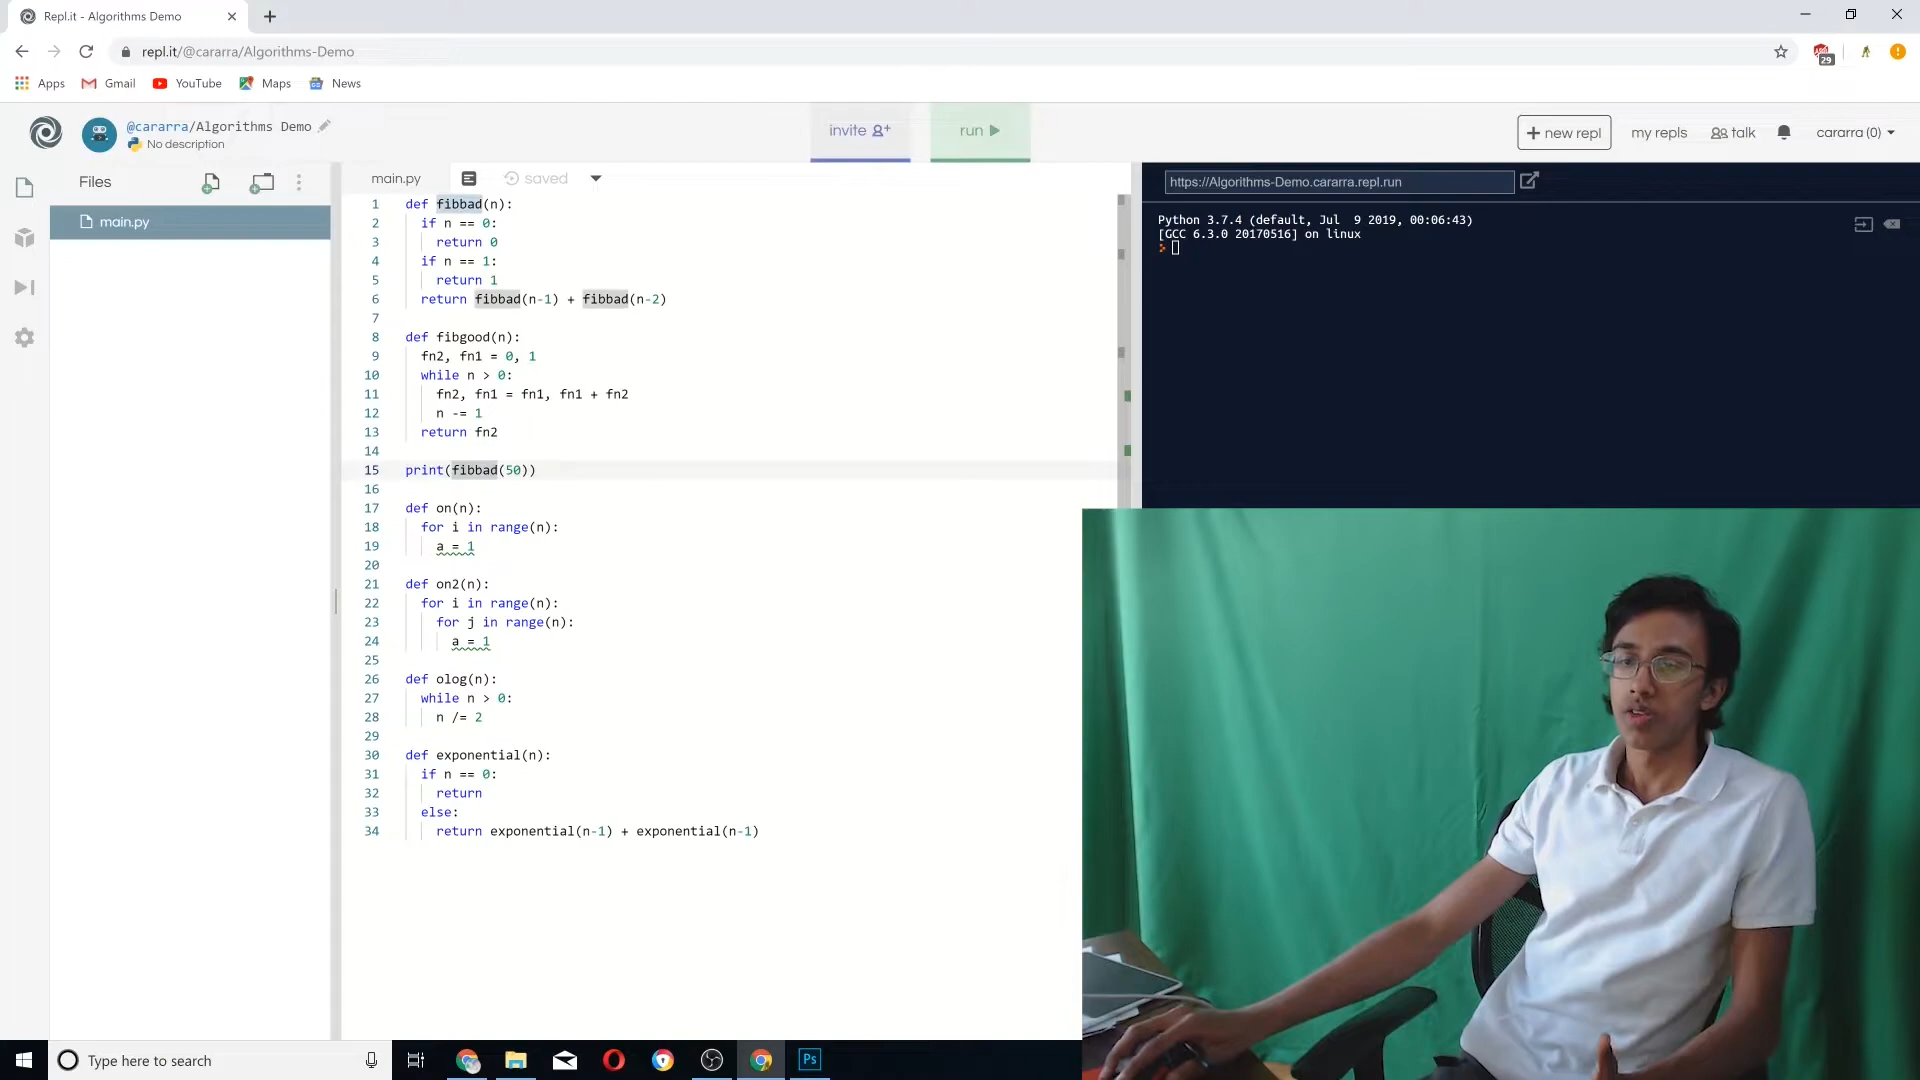 Repl.it - Algorithms Demo
repl.it/@cararra/Algorithms-Demo
29
Apps Gmail YouTube Maps News
@cararra/Algorithms Demo
No description
invite
run
new repl
my repls
talk
cararra (0)
Files
main.py
main.py
saved
1 def fibbad(n):
2 if n == 0:
3 return 0
4 if n == 1:
5 return 1
6 return fibbad(n-1) + fibbad(n-2)
7
8 def fibgood(n):
9 fn2, fn1 = 0, 1
10 while n > 0:
11 fn2, fn1 = fn1, fn1 + fn2
12 n -= 1
13 return fn2
14
15 print(fibbad(50))
16
17 def on(n):
18 for i in range(n):
19 a = 1
20
21 def on2(n):
22 for i in range(n):
23 for j in range(n):
24 a = 1
25
26 def olog(n):
27 while n > 0:
28 n /= 2
29
30 def exponential(n):
31 if n == 0:
32 return
33 else:
34 return exponential(n-1) + exponential(n-1)
https://Algorithms-Demo.cararra.repl.run
Python 3.7.4 (default, Jul 9 2019, 00:06:43)
[GCC 6.3.0 20170516] on linux
Type here to search
Ps